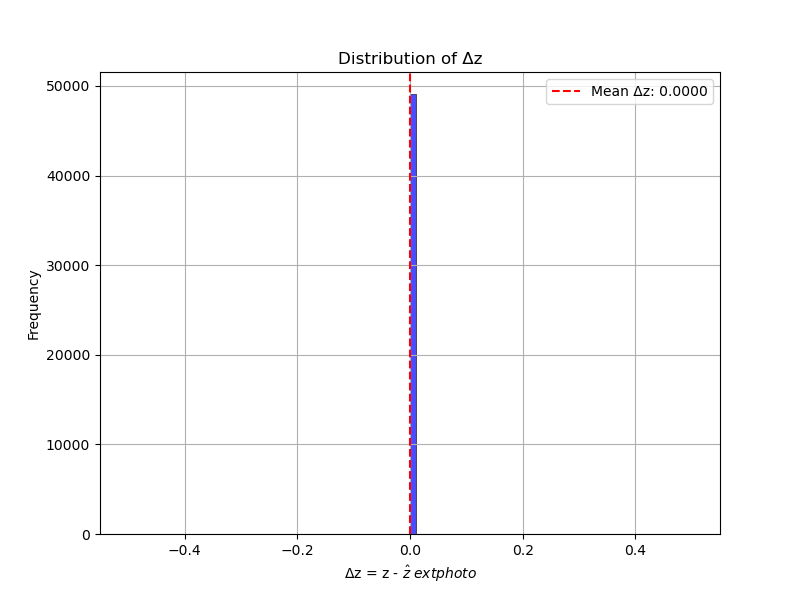 Distribution of Δz
Mean Δz: 0.0000
Frequency
50000
40000
30000
20000
10000
0
−0.4 −0.2 0.0 0.2 0.4
Δz = z - ẑ extphoto